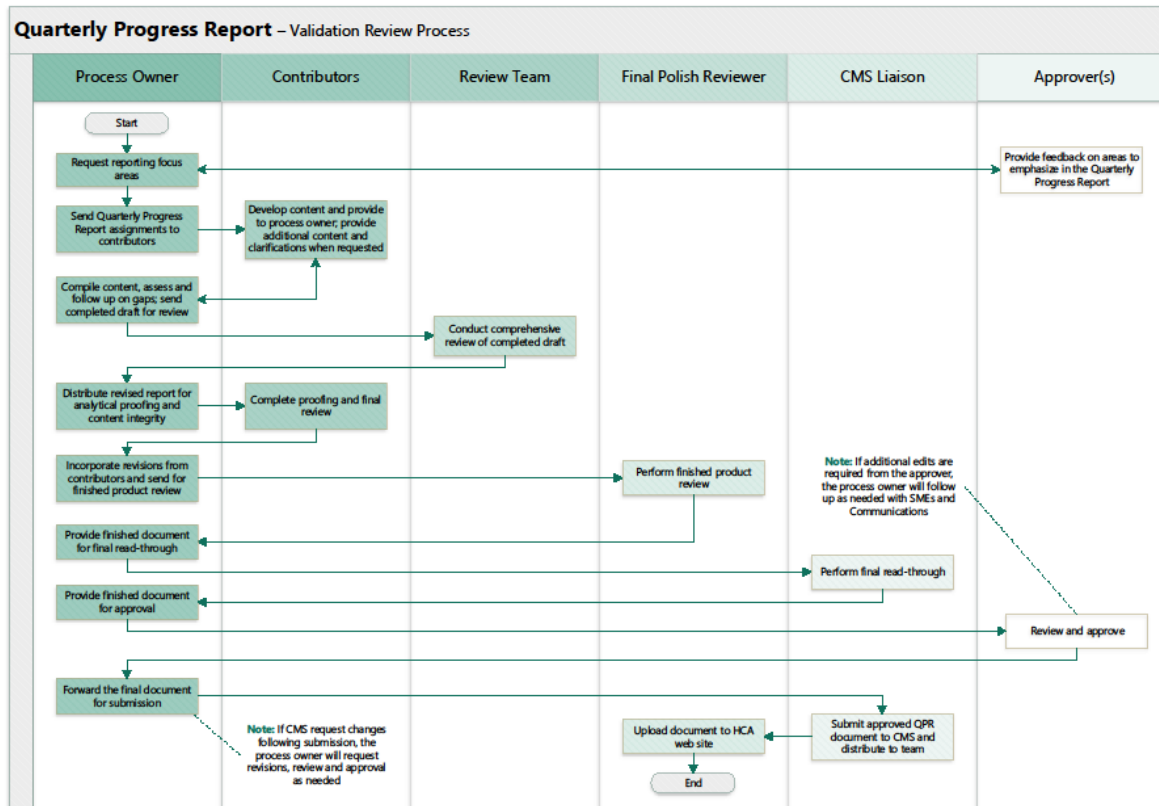 Quarterly Progress Report – Validation Review Process
Process Owner
Contributors
Review Team
Final Polish Reviewer
CMS Liaison
Approver(s)
Start
Request reporting focus
areas
Provide feedback on areas to
emphasize in the Quarterly
Progress Report
Send Quarterly Progress
Report assignments to
contributors
Develop content and provide
to process owner; provide
additional content and
clarifications when requested
Compile content, assess and
follow up on gaps; send
completed draft for review
Conduct comprehensive
review of completed draft
Distribute revised report for
analytical proofing and
content integrity
Complete proofing and final
review
Incorporate revisions from
contributors and send for
finished product review
Perform finished product
review
Note: If additional edits are
required from the approver,
the process owner will follow
up as needed with SMEs and
Communications
Provide finished document
for final read-through
Perform final read-through
Provide finished document
for approval
Review and approve
Forward the final document
for submission
Note: If CMS request changes
following submission, the
process owner will request
revisions, review and approval
as needed
Submit approved QPR
document to CMS and
distribute to team
Upload document to HCA
web site
End